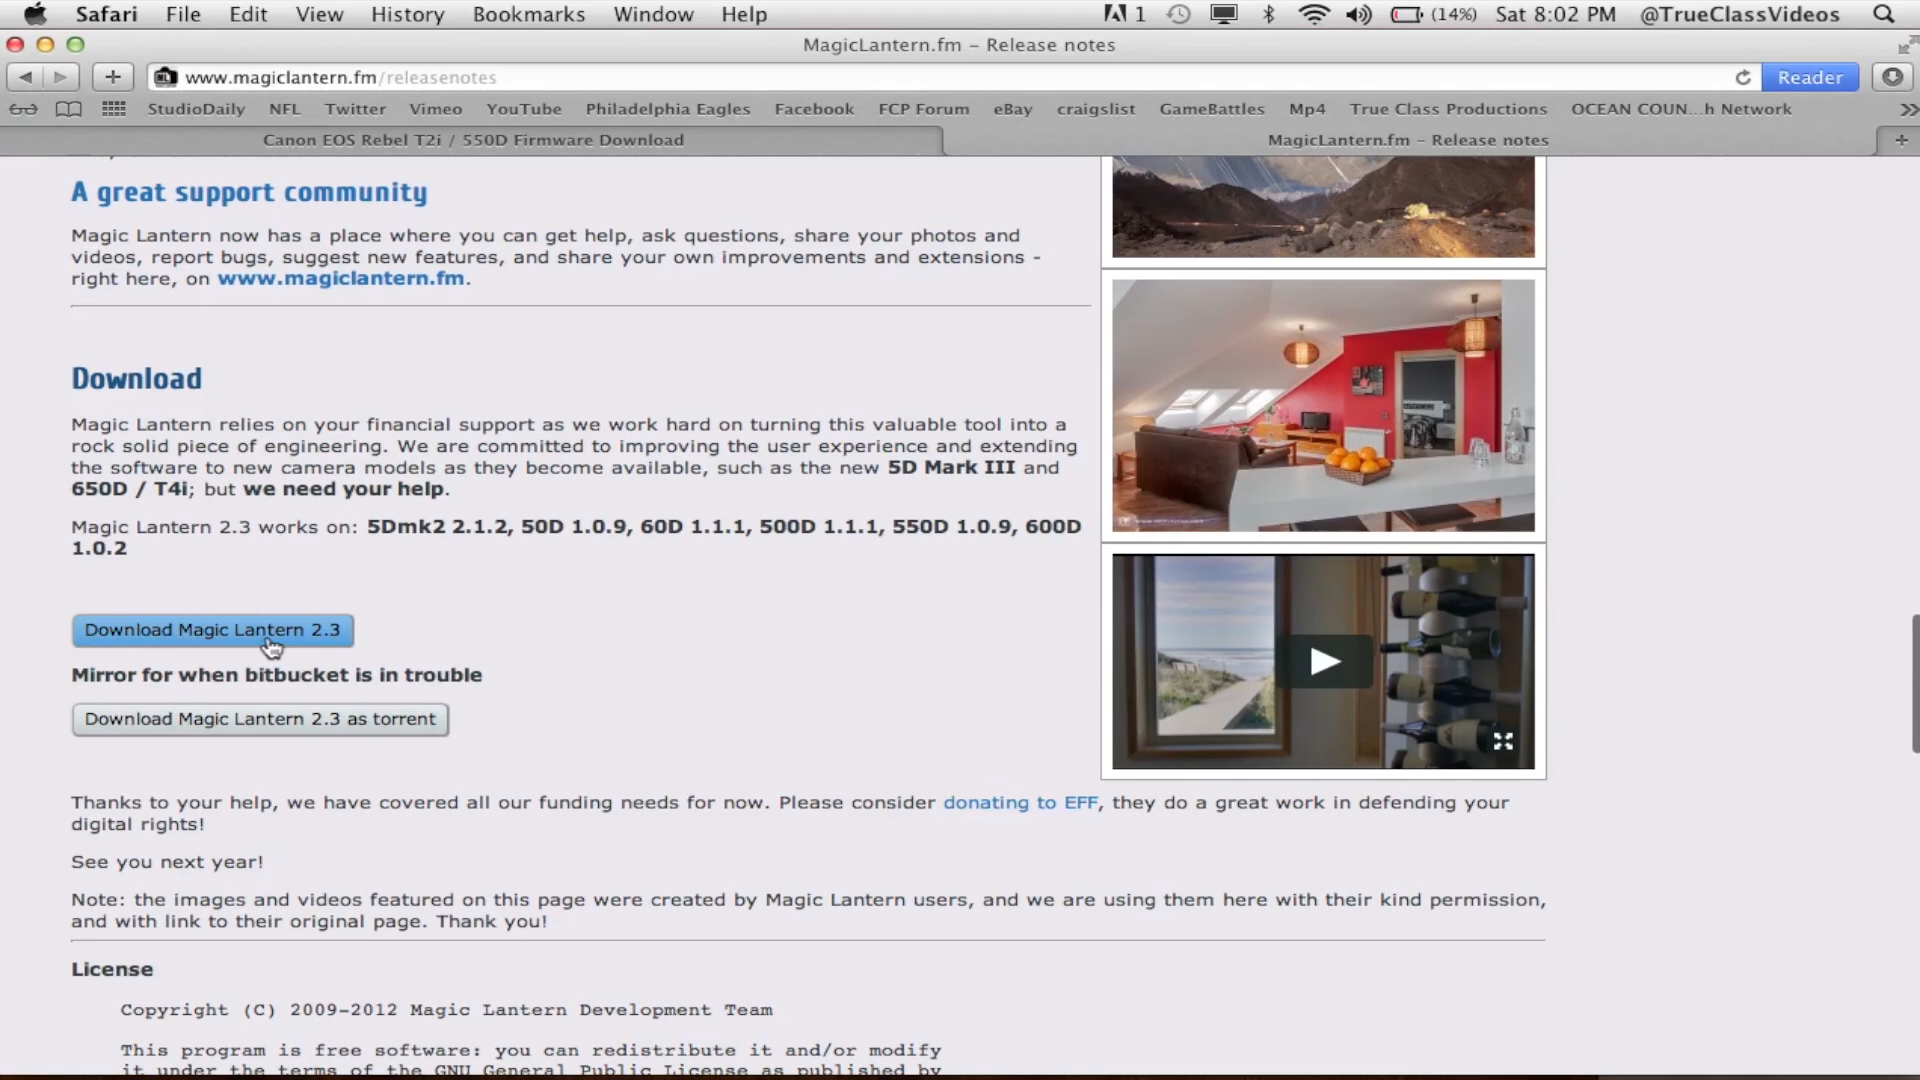 Safari File Edit View History Bookmarks Window Help 1 (14%) Sat 8:02 PM @TrueClassVideos
MagicLantern.fm – Release notes
www.magiclantern.fm/releasenotes Reader
StudioDaily NFL Twitter Vimeo YouTube Philadelphia Eagles Facebook FCP Forum eBay craigslist GameBattles Mp4 True Class Productions OCEAN COUN...h Network
Canon EOS Rebel T2i / 550D Firmware Download MagicLantern.fm – Release notes
A great support community
Magic Lantern now has a place where you can get help, ask questions, share your photos and
videos, report bugs, suggest new features, and share your own improvements and extensions -
right here, on www.magiclantern.fm.
Download
Magic Lantern relies on your financial support as we work hard on turning this valuable tool into a
rock solid piece of engineering. We are committed to improving the user experience and extending
the software to new camera models as they become available, such as the new 5D Mark III and
650D / T4i; but we need your help.
Magic Lantern 2.3 works on: 5Dmk2 2.1.2, 50D 1.0.9, 60D 1.1.1, 500D 1.1.1, 550D 1.0.9, 600D
1.0.2
Download Magic Lantern 2.3
Mirror for when bitbucket is in trouble
Download Magic Lantern 2.3 as torrent
Thanks to your help, we have covered all our funding needs for now. Please consider donating to EFF, they do a great work in defending your
digital rights!
See you next year!
Note: the images and videos featured on this page were created by Magic Lantern users, and we are using them here with their kind permission,
and with link to their original page. Thank you!
License
Copyright (C) 2009-2012 Magic Lantern Development Team
This program is free software: you can redistribute it and/or modify
it under the terms of the GNU General Public License as published by